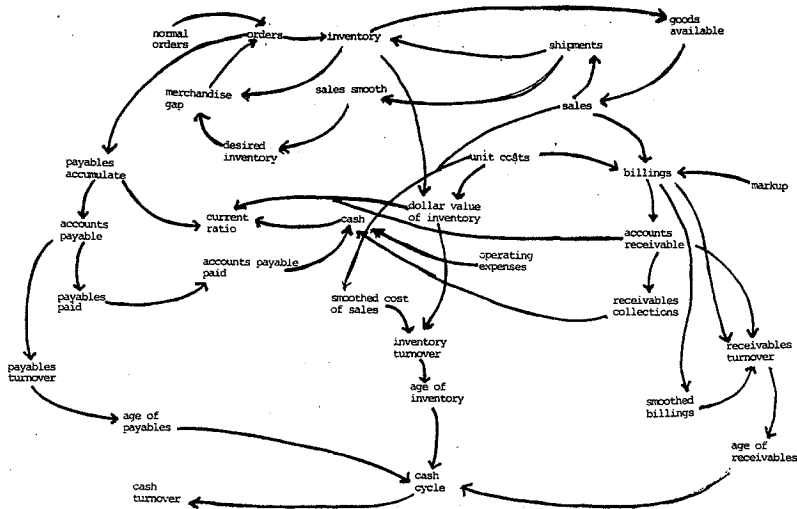 normal
orders
orders
inventory
goods
available
shipments
merchandise
gap
sales smooth
sales
desired
inventory
payables
accumulate
unit costs
billings
markup
current
ratio
cash
dollar value
of inventory
accounts
payable
accounts
receivable
accounts payable
paid
operating
expenses
payables
paid
smoothed cost
of sales
receivables
collections
inventory
turnover
receivables
turnover
payables
turnover
age of
inventory
smoothed
billings
age of
payables
age of
receivables
cash
cycle
cash
turnover